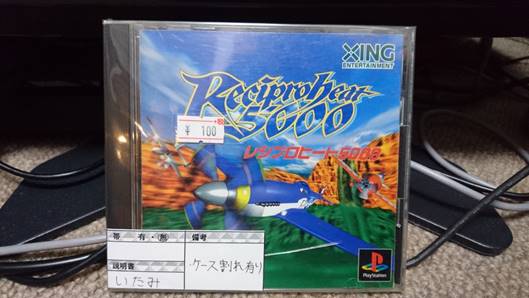 XING
ENTERTAINMENT
Reciproheat
5000
+税
¥ 100
レシプロヒート5000
帯 有・無
備考
ケース割れ有り
説明書
いたみ
PlayStation